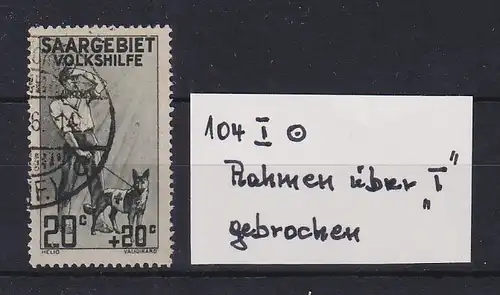 SAARGEBIET
VOLKSHILFE
20c +20c
HELIO VAUGIRARD
104 I ⊙
Rahmen über "I"
gebrochen